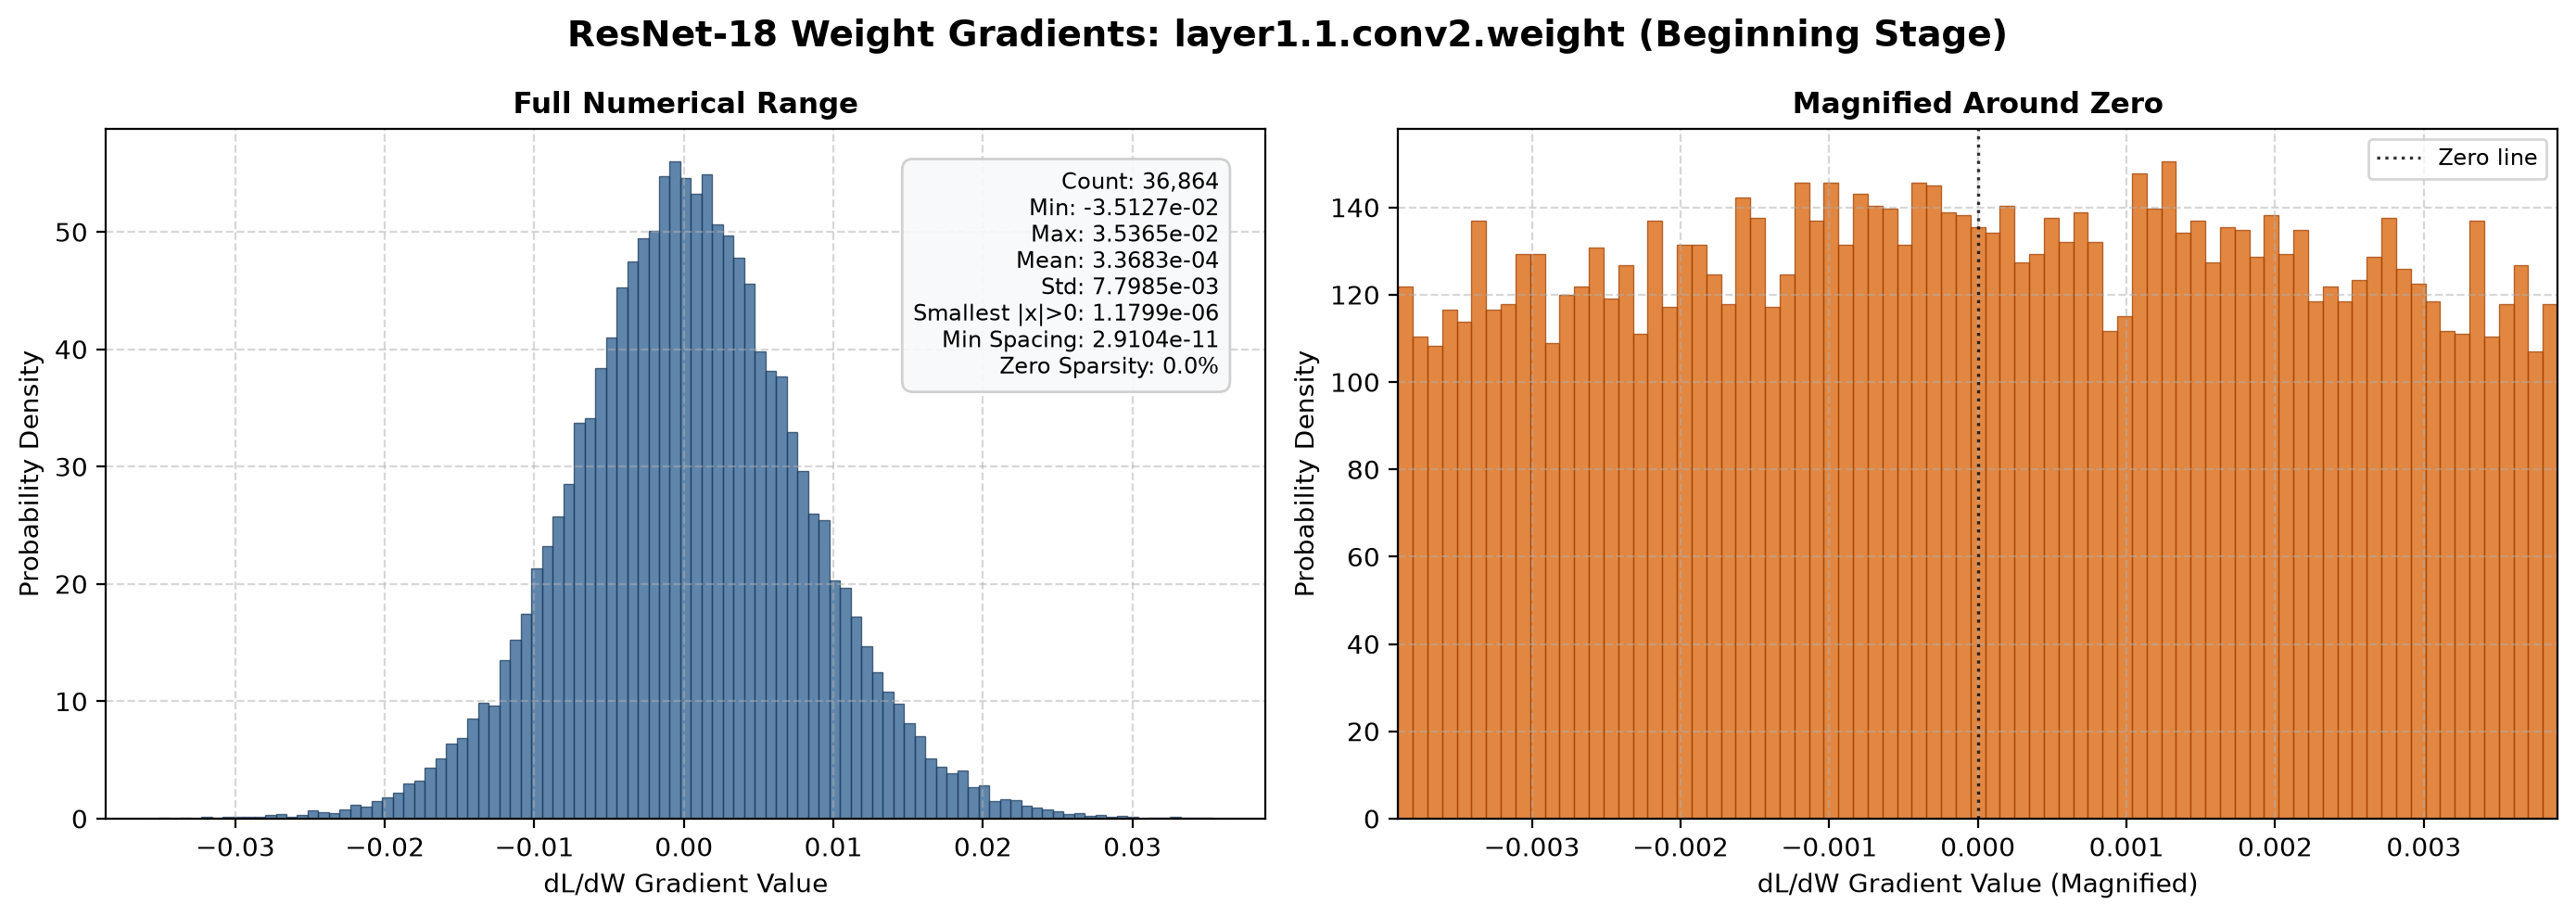 ResNet-18 Weight Gradients: layer1.1.conv2.weight (Beginning Stage)
Full Numerical Range
Probability Density
50
40
30
20
10
0
Count: 36,864
Min: -3.5127e-02
Max: 3.5365e-02
Mean: 3.3683e-04
Std: 7.7985e-03
Smallest |x|>0: 1.1799e-06
Min Spacing: 2.9104e-11
Zero Sparsity: 0.0%
−0.03 −0.02 −0.01 0.00 0.01 0.02 0.03
dL/dW Gradient Value
Magnified Around Zero
Probability Density
140
120
100
80
60
40
20
0
Zero line
−0.003 −0.002 −0.001 0.000 0.001 0.002 0.003
dL/dW Gradient Value (Magnified)